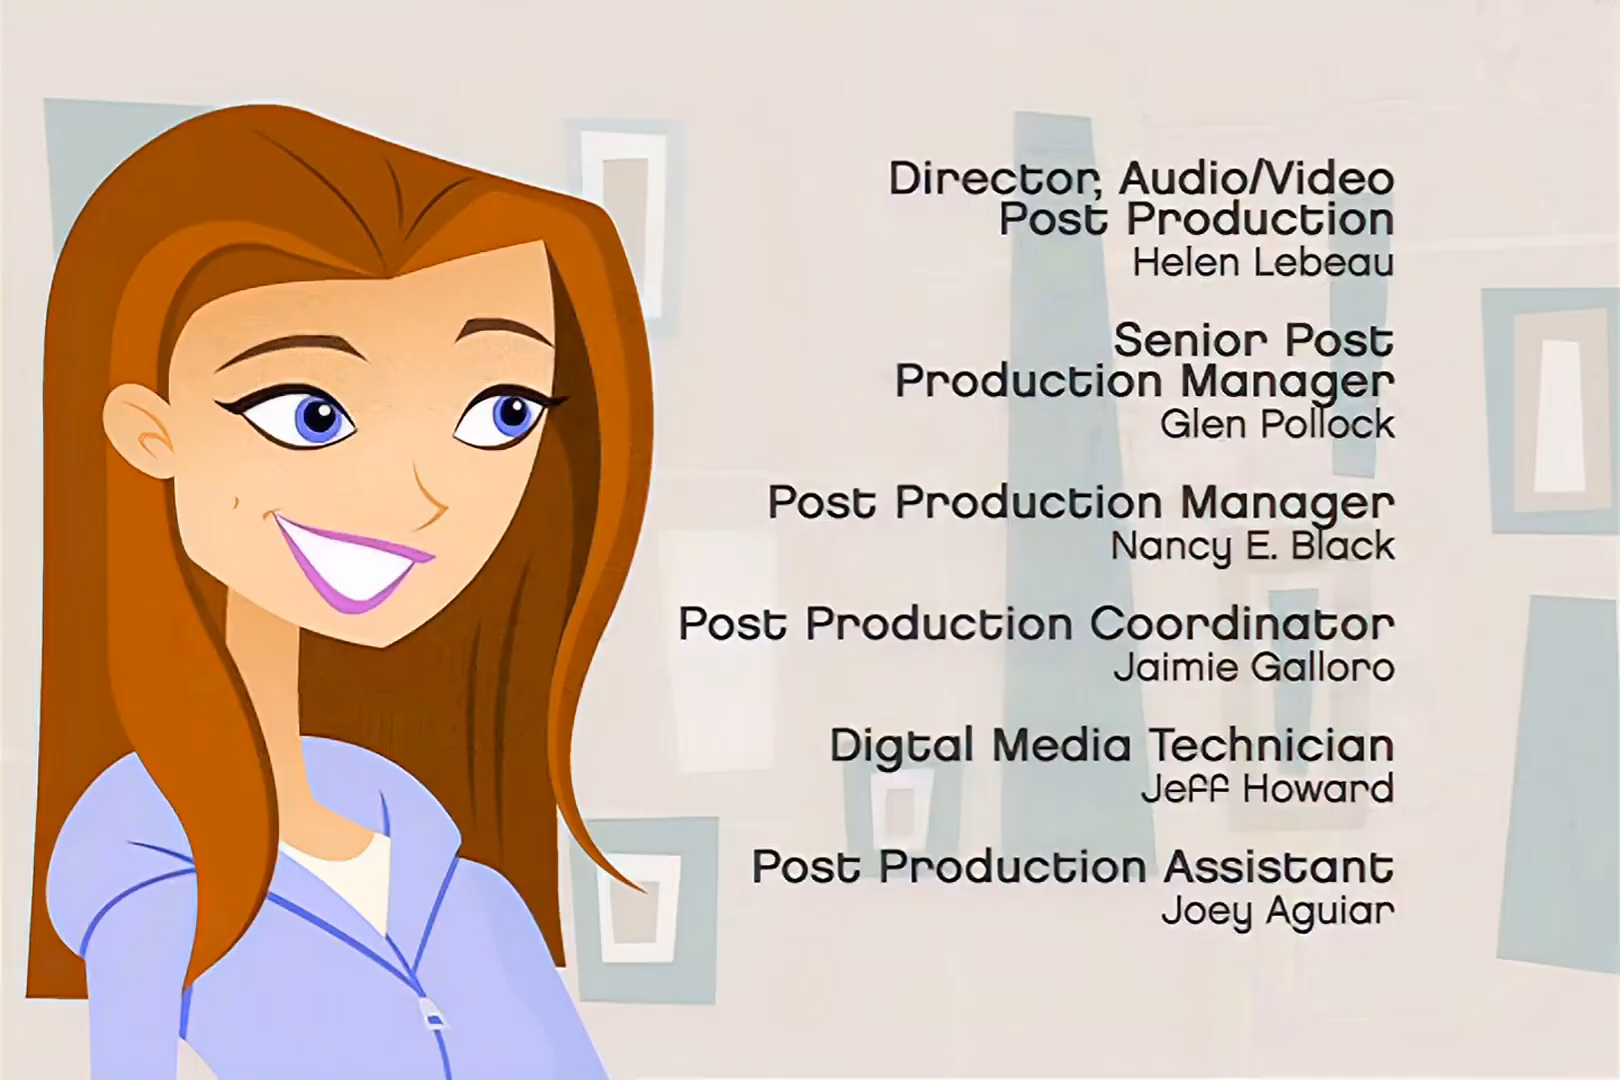 Director, Audio/Video
Post Production
Helen Lebeau
Senior Post
Production Manager
Glen Pollock
Post Production Manager
Nancy E. Black
Post Production Coordinator
Jaimie Galloro
Digtal Media Technician
Jeff Howard
Post Production Assistant
Joey Aguiar